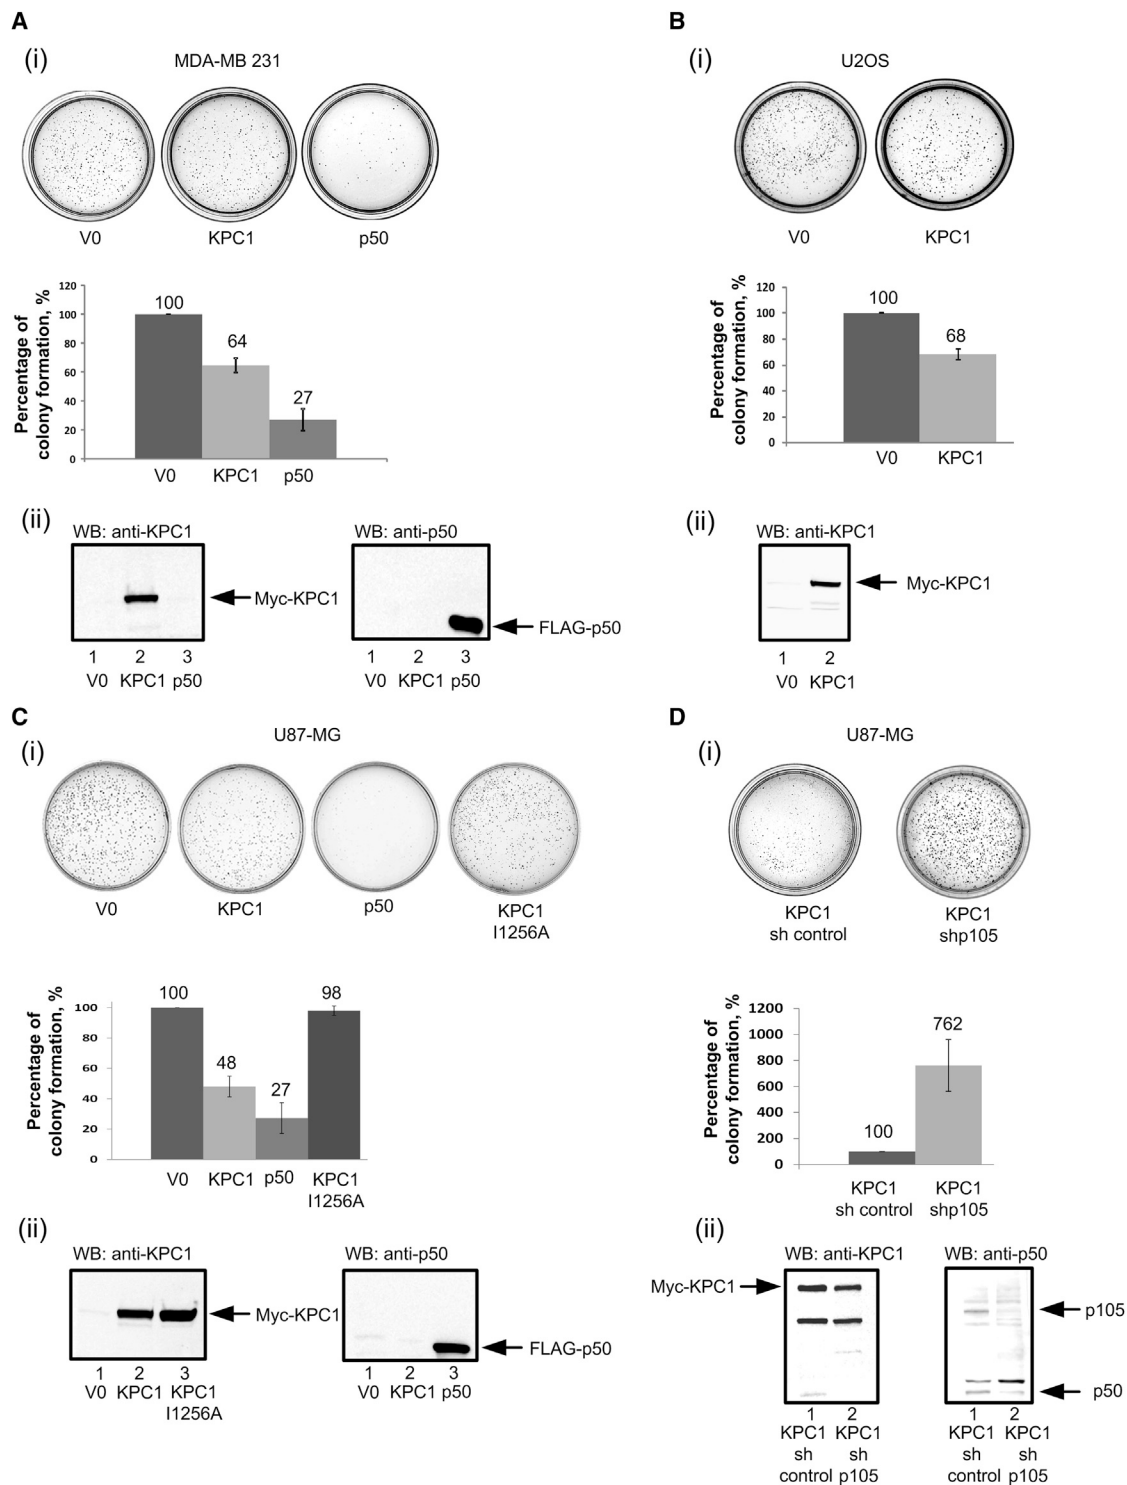 A
(i)
MDA-MB 231
V0 KPC1 p50
Percentage of
colony formation, %
120
100
80
60
40
20
0
100
64
27
V0 KPC1 p50
(ii)
WB: anti-KPC1
Myc-KPC1
1 2 3
V0 KPC1 p50
WB: anti-p50
FLAG-p50
1 2 3
V0 KPC1 p50
B
(i)
U2OS
V0 KPC1
Percentage of
colony formation, %
120
100
80
60
40
20
0
100
68
V0 KPC1
(ii)
WB: anti-KPC1
Myc-KPC1
1 2
V0 KPC1
C
(i)
U87-MG
V0 KPC1 p50 KPC1
I1256A
Percentage of
colony formation, %
100
80
60
40
20
0
100
48
27
98
V0 KPC1 p50 KPC1
I1256A
(ii)
WB: anti-KPC1
Myc-KPC1
1 2 3
V0 KPC1 KPC1
I1256A
WB: anti-p50
FLAG-p50
1 2 3
V0 KPC1 p50
D
(i)
U87-MG
KPC1 KPC1
sh control shp105
Percentage of
colony formation, %
1200
1000
800
600
400
200
0
100
762
KPC1 KPC1
sh control shp105
(ii)
WB: anti-KPC1
Myc-KPC1
1 2
KPC1 KPC1
sh sh
control p105
WB: anti-p50
p105
p50
1 2
KPC1 KPC1
sh sh
control p105